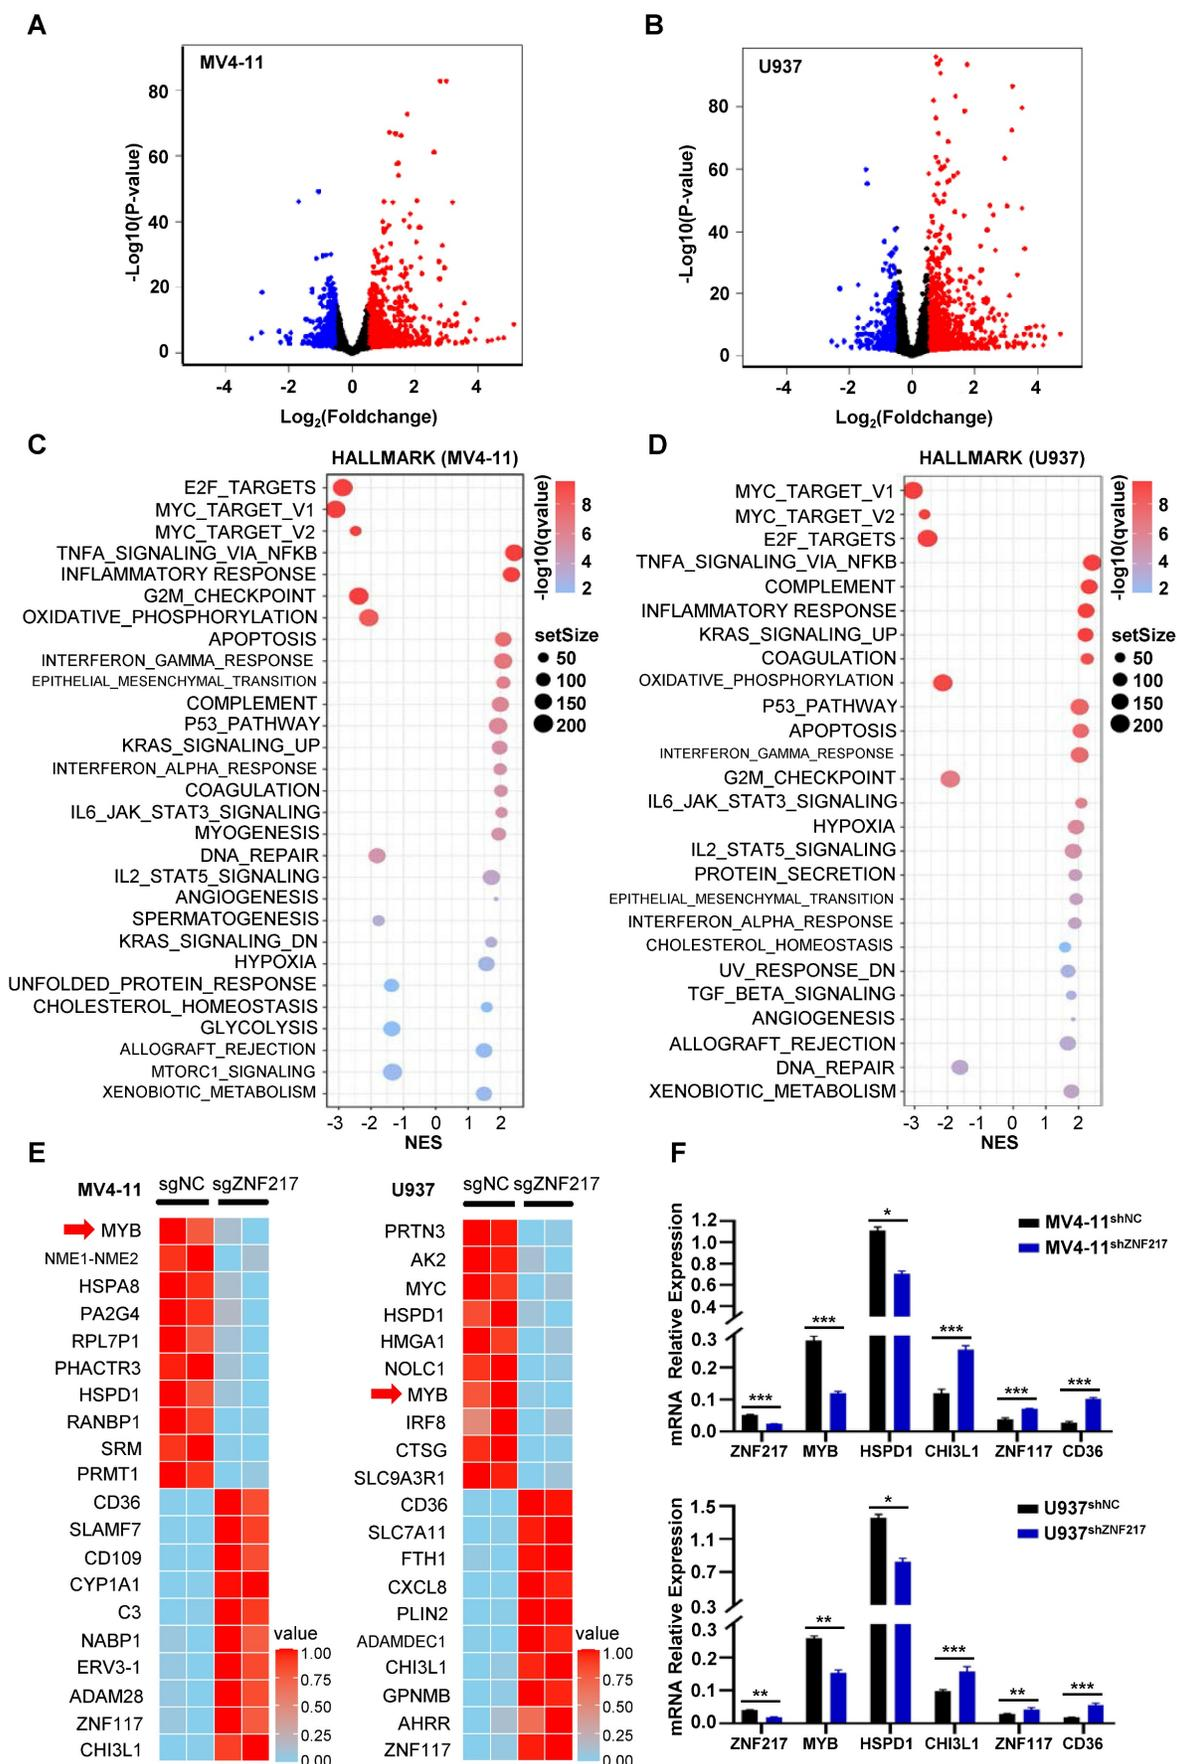 A
B
MV4-11
U937
-Log10(P-value)
80
60
40
20
0
-4 -2 0 2 4
Log2(Foldchange)
-Log10(P-value)
80
60
40
20
0
-4 -2 0 2 4
Log2(Foldchange)
C
HALLMARK (MV4-11)
E2F_TARGETS
MYC_TARGET_V1
MYC_TARGET_V2
TNFA_SIGNALING_VIA_NFKB
INFLAMMATORY RESPONSE
G2M_CHECKPOINT
OXIDATIVE_PHOSPHORYLATION
APOPTOSIS
INTERFERON_GAMMA_RESPONSE
EPITHELIAL_MESENCHYMAL_TRANSITION
COMPLEMENT
P53_PATHWAY
KRAS_SIGNALING_UP
INTERFERON_ALPHA_RESPONSE
COAGULATION
IL6_JAK_STAT3_SIGNALING
MYOGENESIS
DNA_REPAIR
IL2_STAT5_SIGNALING
ANGIOGENESIS
SPERMATOGENESIS
KRAS_SIGNALING_DN
HYPOXIA
UNFOLDED_PROTEIN_RESPONSE
CHOLESTEROL_HOMEOSTASIS
GLYCOLYSIS
ALLOGRAFT_REJECTION
MTORC1_SIGNALING
XENOBIOTIC_METABOLISM
-3 -2 -1 0 1 2
NES
-log10(qvalue)
8
6
4
2
setSize
50
100
150
200
D
HALLMARK (U937)
MYC_TARGET_V1
MYC_TARGET_V2
E2F_TARGETS
TNFA_SIGNALING_VIA_NFKB
COMPLEMENT
INFLAMMATORY RESPONSE
KRAS_SIGNALING_UP
COAGULATION
OXIDATIVE_PHOSPHORYLATION
P53_PATHWAY
APOPTOSIS
INTERFERON_GAMMA_RESPONSE
G2M_CHECKPOINT
IL6_JAK_STAT3_SIGNALING
HYPOXIA
IL2_STAT5_SIGNALING
PROTEIN_SECRETION
EPITHELIAL_MESENCHYMAL_TRANSITION
INTERFERON_ALPHA_RESPONSE
CHOLESTEROL_HOMEOSTASIS
UV_RESPONSE_DN
TGF_BETA_SIGNALING
ANGIOGENESIS
ALLOGRAFT_REJECTION
DNA_REPAIR
XENOBIOTIC_METABOLISM
-3 -2 -1 0 1 2
NES
-log10(qvalue)
8
6
4
2
setSize
50
100
150
200
E
MV4-11
sgNC sgZNF217
MYB
NME1-NME2
HSPA8
PA2G4
RPL7P1
PHACTR3
HSPD1
RANBP1
SRM
PRMT1
CD36
SLAMF7
CD109
CYP1A1
C3
NABP1
ERV3-1
ADAM28
ZNF117
CHI3L1
value
1.00
0.75
0.50
0.25
0.00
U937
sgNC sgZNF217
PRTN3
AK2
MYC
HSPD1
HMGA1
NOLC1
MYB
IRF8
CTSG
SLC9A3R1
CD36
SLC7A11
FTH1
CXCL8
PLIN2
ADAMDEC1
CHI3L1
GPNMB
AHRR
ZNF117
value
1.00
0.75
0.50
0.25
0.00
F
mRNA Relative Expression
1.2
1.0
0.8
0.6
0.4
0.3
0.2
0.1
0.0
*** *** * *** *** ***
MV4-11shNC
MV4-11shZNF217
ZNF217 MYB HSPD1 CHI3L1 ZNF117 CD36
mRNA Relative Expression
1.5
1.1
0.7
0.3
0.3
0.2
0.1
0.0
** ** * *** ** ***
U937shNC
U937shZNF217
ZNF217 MYB HSPD1 CHI3L1 ZNF117 CD36